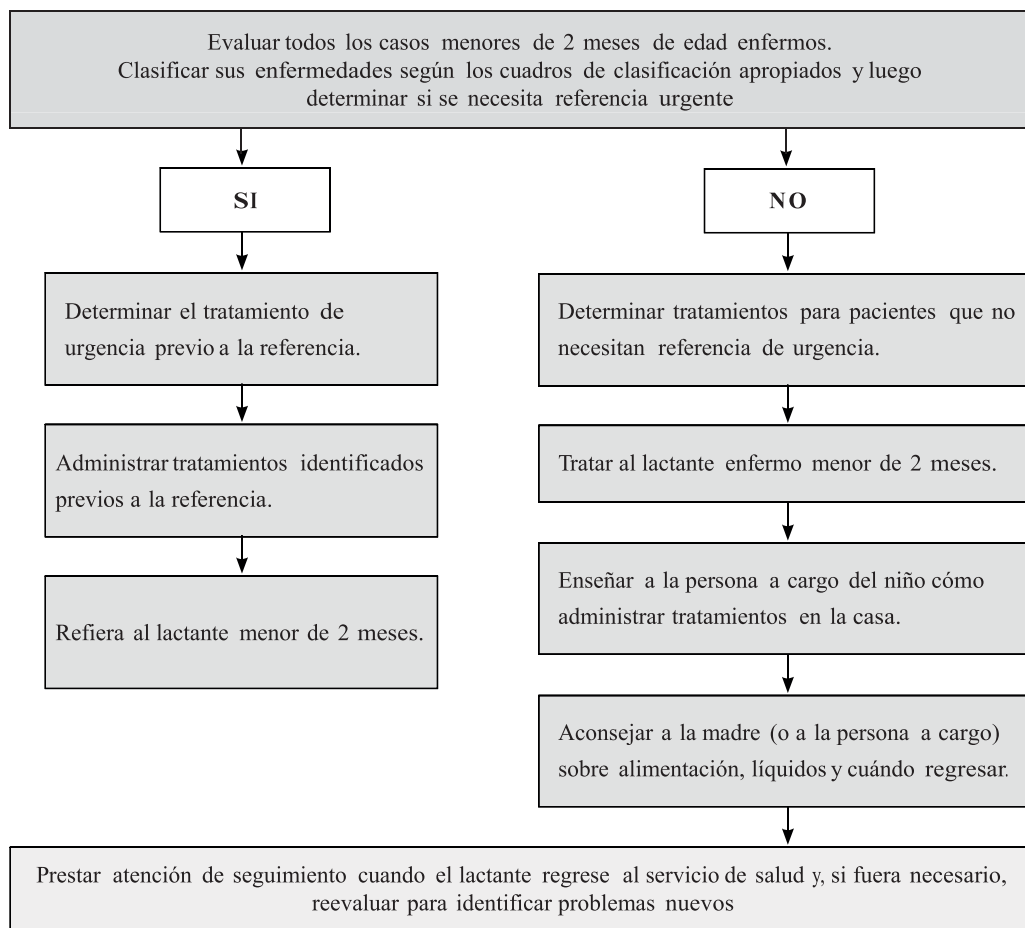 Evaluar todos los casos menores de 2 meses de edad enfermos.
Clasificar sus enfermedades según los cuadros de clasificación apropiados y luego
determinar si se necesita referencia urgente
SI
NO
Determinar el tratamiento de
urgencia previo a la referencia.
Determinar tratamientos para pacientes que no
necesitan referencia de urgencia.
Administrar tratamientos identificados
previos a la referencia.
Tratar al lactante enfermo menor de 2 meses.
Refiera al lactante menor de 2 meses.
Enseñar a la persona a cargo del niño cómo
administrar tratamientos en la casa.
Aconsejar a la madre (o a la persona a cargo)
sobre alimentación, líquidos y cuándo regresar.
Prestar atención de seguimiento cuando el lactante regrese al servicio de salud y, si fuera necesario,
reevaluar para identificar problemas nuevos